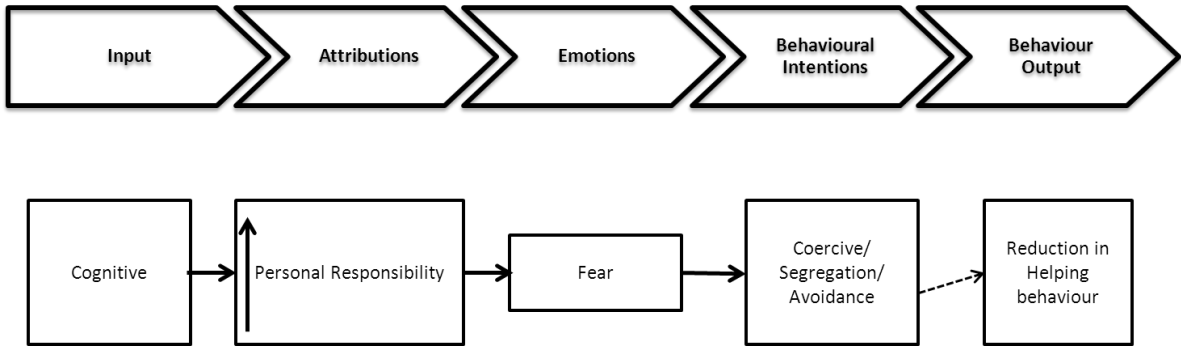 Input
Attributions
Emotions
Behavioural
Intentions
Behaviour
Output
Cognitive
Personal Responsibility
Fear
Coercive/
Segregation/
Avoidance
Reduction in
Helping
behaviour